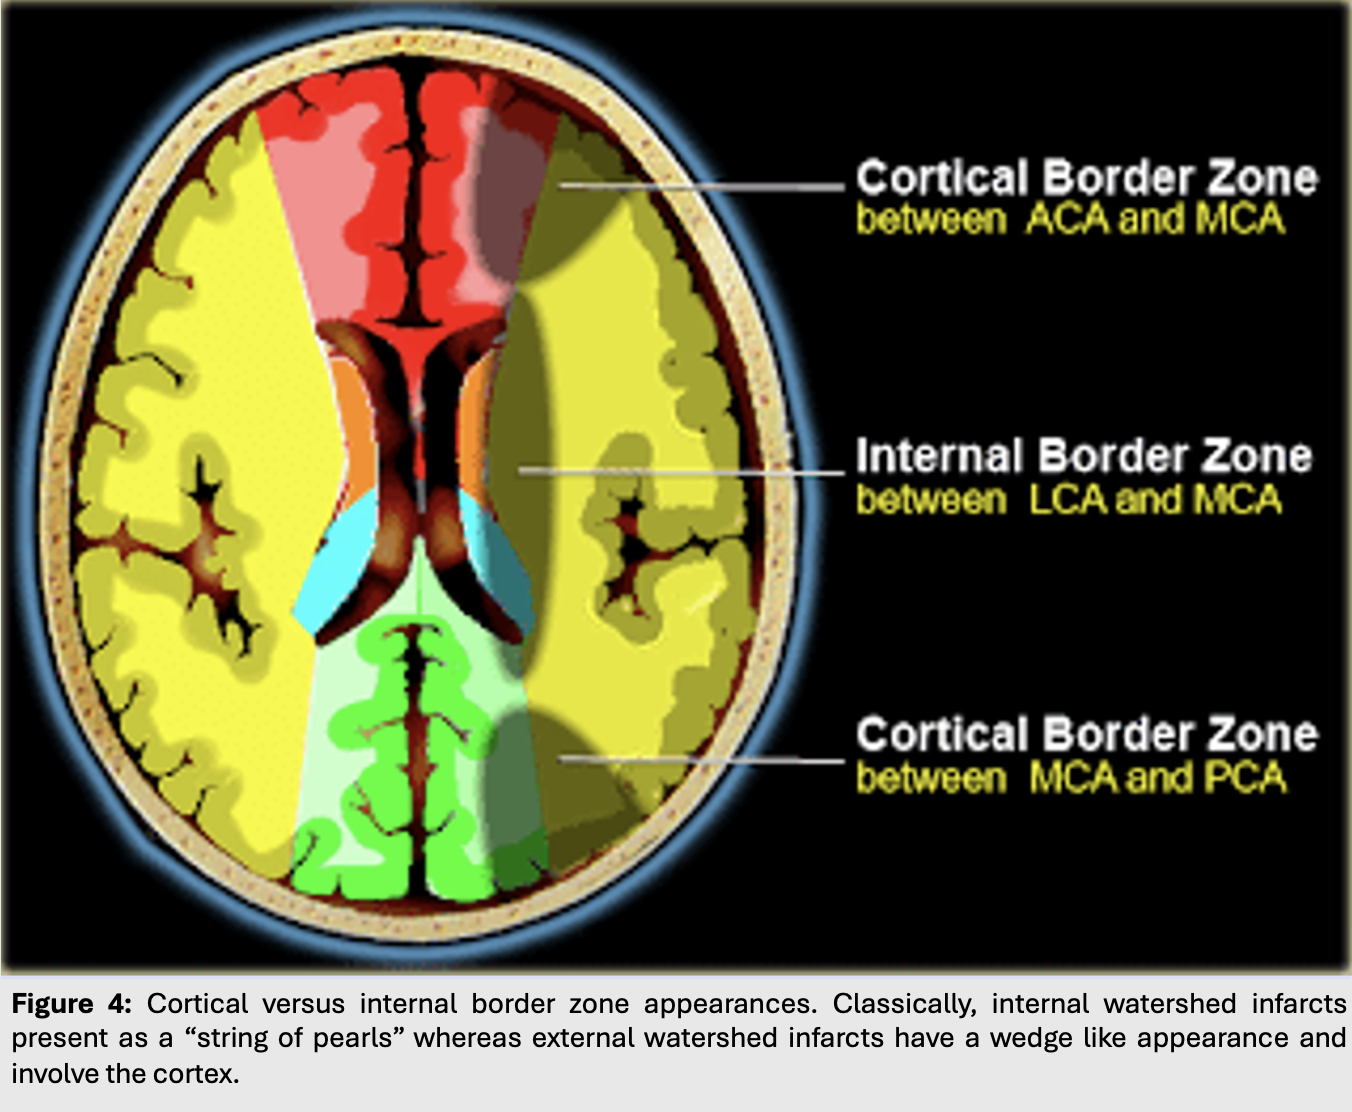 Cortical Border Zone
between ACA and MCA
Internal Border Zone
between LCA and MCA
Cortical Border Zone
between MCA and PCA
Figure 4: Cortical versus internal border zone appearances. Classically, internal watershed infarcts
present as a “string of pearls” whereas external watershed infarcts have a wedge like appearance and
involve the cortex.